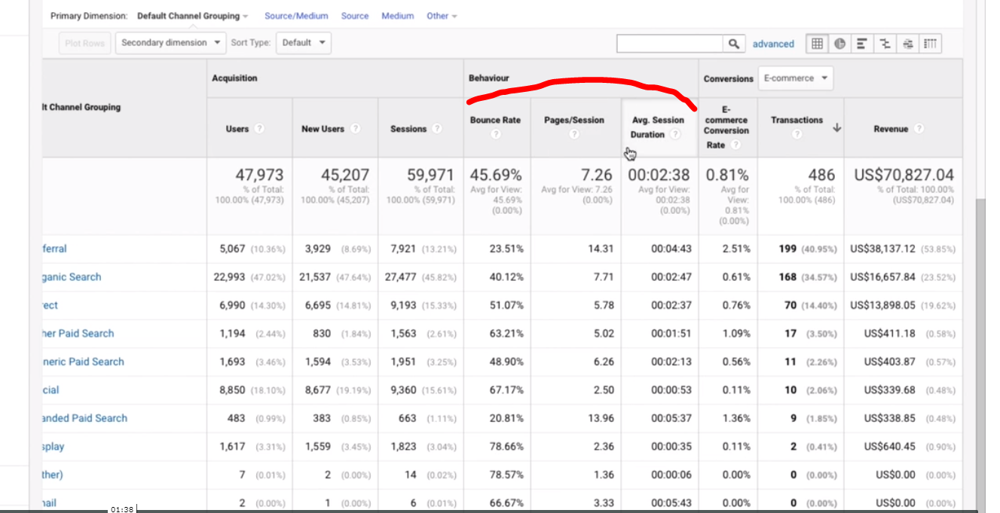 Primary Dimension: Default Channel Grouping Source/Medium Source Medium Other
Plot Rows Secondary dimension Sort Type: Default advanced
Acquisition Behaviour Conversions E-commerce
lt Channel Grouping Users ? New Users ? Sessions ? Bounce Rate ? Pages/Session ? Avg. Session Duration ? E-commerce Conversion Rate ? Transactions ? Revenue ?
47,973 45,207 59,971 45.69% 7.26 00:02:38 0.81% 486 US$70,827.04
% of Total: 100.00% (47,973) % of Total: 100.00% (45,207) % of Total: 100.00% (59,971) Avg for View: 45.69% (0.00%) Avg for View: 7.26 (0.00%) Avg for View: 00:02:38 (0.00%) Avg for View: 0.81% (0.00%) % of Total: 100.00% (486) % of Total: 100.00% (US$70,827.04)
ferral 5,067 (10.36%) 3,929 (8.69%) 7,921 (13.21%) 23.51% 14.31 00:04:43 2.51% 199 (40.95%) US$38,137.12 (53.85%)
ganic Search 22,993 (47.02%) 21,537 (47.64%) 27,477 (45.82%) 40.12% 7.71 00:02:47 0.61% 168 (34.57%) US$16,657.84 (23.52%)
rect 6,990 (14.30%) 6,695 (14.81%) 9,193 (15.33%) 51.07% 5.78 00:02:37 0.76% 70 (14.40%) US$13,898.05 (19.62%)
her Paid Search 1,194 (2.44%) 830 (1.84%) 1,563 (2.61%) 63.21% 5.02 00:01:51 1.09% 17 (3.50%) US$411.18 (0.58%)
neric Paid Search 1,693 (3.46%) 1,594 (3.53%) 1,951 (3.25%) 48.90% 6.26 00:02:13 0.56% 11 (2.26%) US$403.87 (0.57%)
cial 8,850 (18.10%) 8,677 (19.19%) 9,360 (15.61%) 67.17% 2.50 00:00:53 0.11% 10 (2.06%) US$339.68 (0.48%)
anded Paid Search 483 (0.99%) 383 (0.85%) 663 (1.11%) 20.81% 13.96 00:05:37 1.36% 9 (1.85%) US$338.85 (0.48%)
splay 1,617 (3.31%) 1,559 (3.45%) 1,823 (3.04%) 78.66% 2.36 00:00:35 0.11% 2 (0.41%) US$640.45 (0.90%)
ther) 7 (0.01%) 2 (0.00%) 14 (0.02%) 78.57% 1.36 00:00:06 0.00% 0 (0.00%) US$0.00 (0.00%)
nail 2 (0.00%) 1 (0.00%) 6 (0.01%) 66.67% 3.33 00:05:43 0.00% 0 (0.00%) US$0.00 (0.00%)
01:38